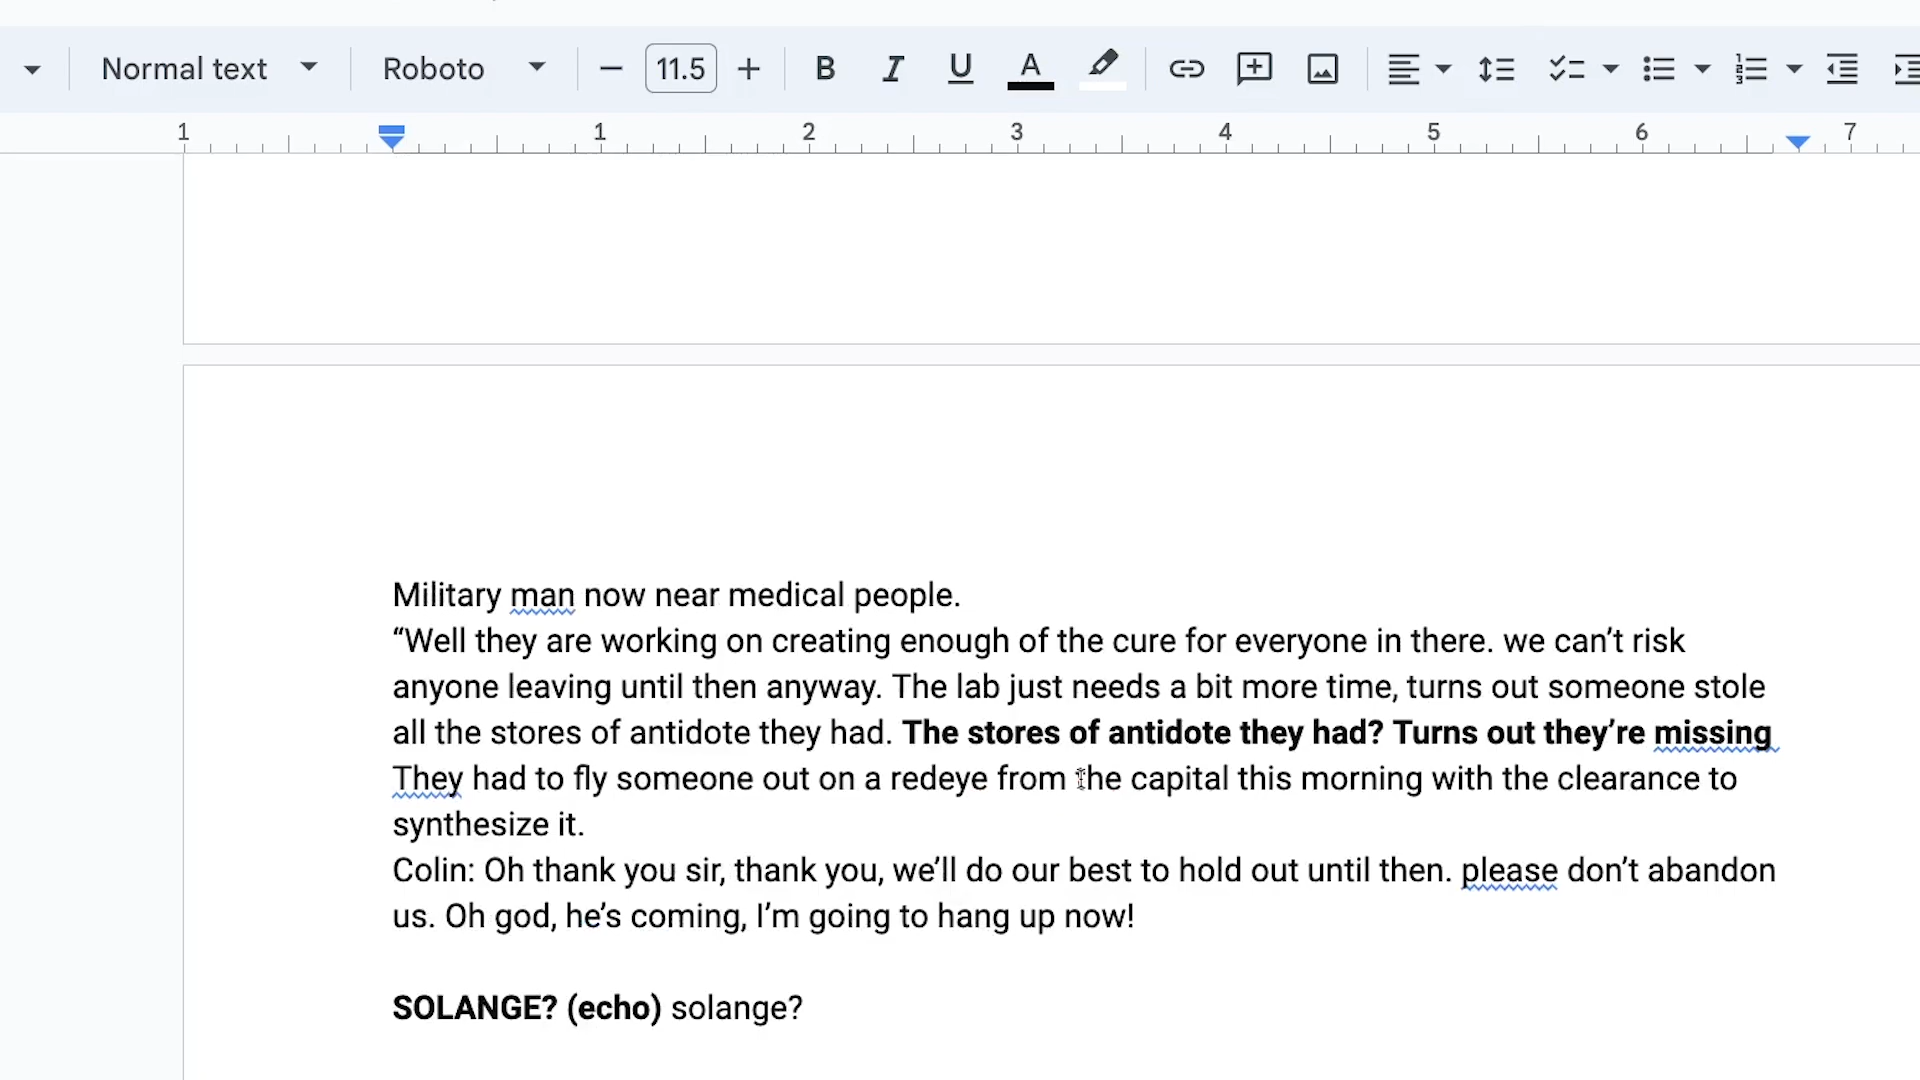 Normal text Roboto 11.5 B I U A
1 1 2 3 4 5 6 7
Military man now near medical people.
“Well they are working on creating enough of the cure for everyone in there. we can’t risk
anyone leaving until then anyway. The lab just needs a bit more time, turns out someone stole
all the stores of antidote they had. The stores of antidote they had? Turns out they’re missing
They had to fly someone out on a redeye from the capital this morning with the clearance to
synthesize it.
Colin: Oh thank you sir, thank you, we’ll do our best to hold out until then. please don’t abandon
us. Oh god, he’s coming, I’m going to hang up now!
SOLANGE? (echo) solange?